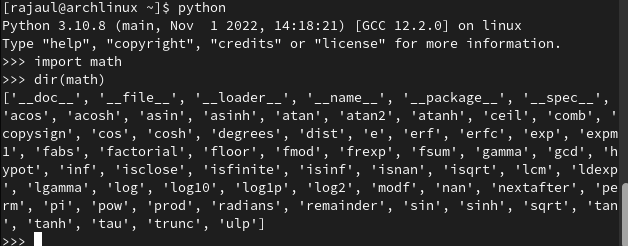 [rajaul@archlinux ~]$ python
Python 3.10.8 (main, Nov  1 2022, 14:18:21) [GCC 12.2.0] on linux
Type "help", "copyright", "credits" or "license" for more information.
>>> import math
>>> dir(math)
['__doc__', '__file__', '__loader__', '__name__', '__package__', '__spec__',
'acos', 'acosh', 'asin', 'asinh', 'atan', 'atan2', 'atanh', 'ceil', 'comb', '
copysign', 'cos', 'cosh', 'degrees', 'dist', 'e', 'erf', 'erfc', 'exp', 'expm
1', 'fabs', 'factorial', 'floor', 'fmod', 'frexp', 'fsum', 'gamma', 'gcd', 'h
ypot', 'inf', 'isclose', 'isfinite', 'isinf', 'isnan', 'isqrt', 'lcm', 'ldexp
', 'lgamma', 'log', 'log10', 'log1p', 'log2', 'modf', 'nan', 'nextafter', 'pe
rm', 'pi', 'pow', 'prod', 'radians', 'remainder', 'sin', 'sinh', 'sqrt', 'tan
', 'tanh', 'tau', 'trunc', 'ulp']
>>>